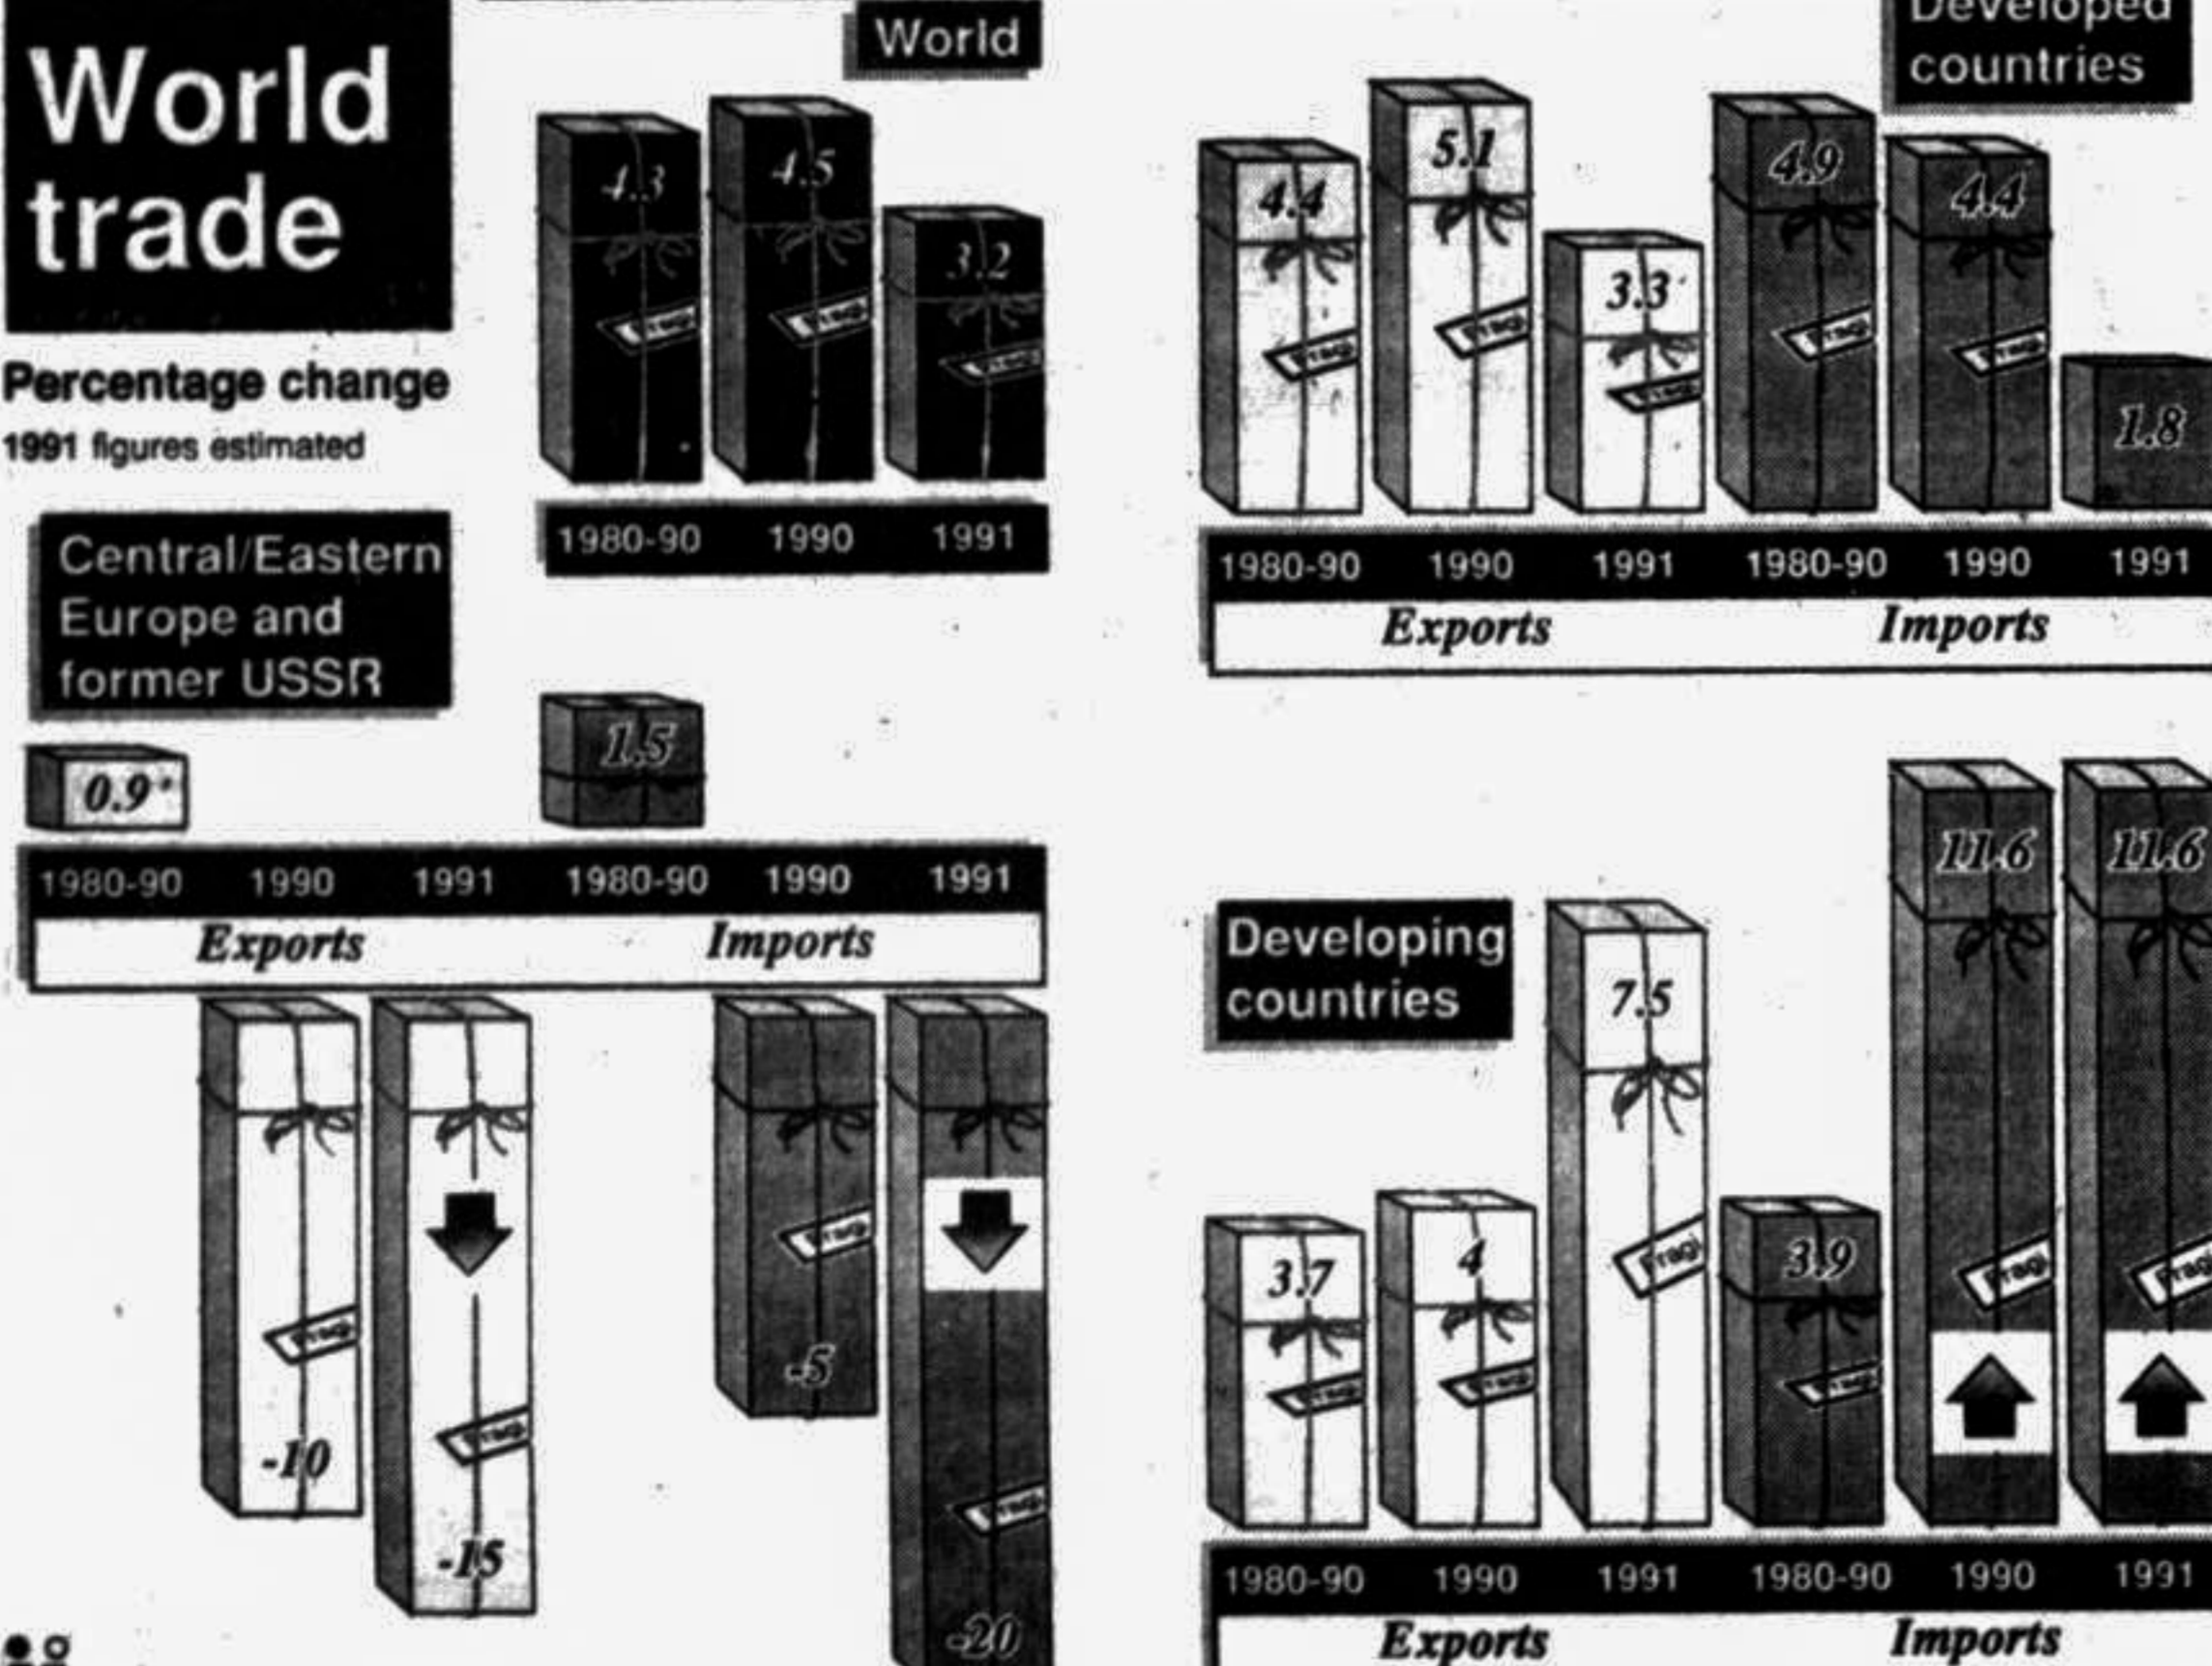 World
trade
Percentage change
1991 figures estimated
World
4.3 4.5 3.2
1980-90 1990 1991
Developed
countries
4.4 5.1 3.3 4.9 4.4 1.8
1980-90 1990 1991 1980-90 1990 1991
Exports Imports
Central/Eastern
Europe and
former USSR
0.9 1.5
1980-90 1990 1991 1980-90 1990 1991
Exports Imports
-10 -15 -5 -20
Developing
countries
3.7 4 7.5 3.9 11.6 11.6
1980-90 1990 1991 1980-90 1990 1991
Exports Imports